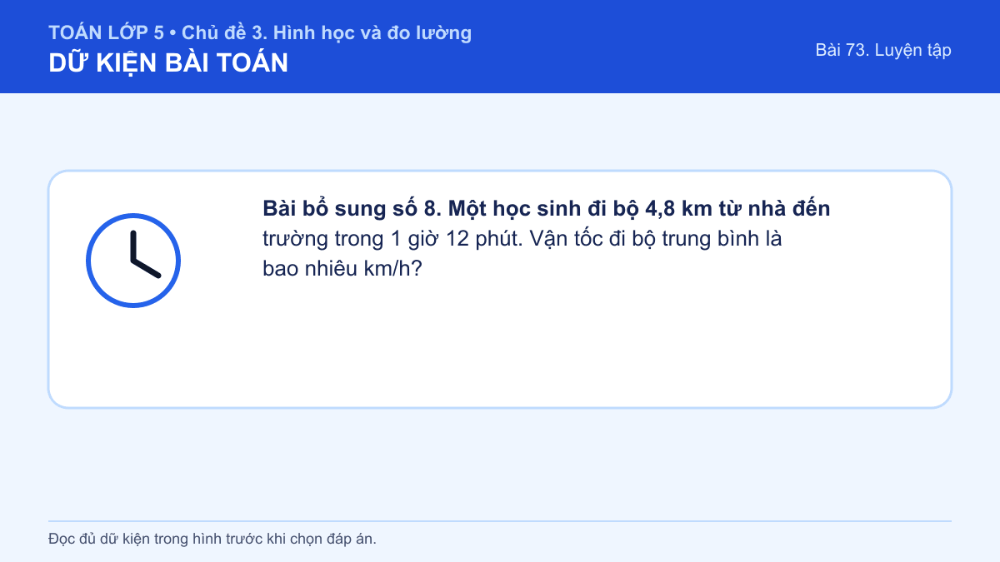 TOÁN LỚP 5 • Chủ đề 3. Hình học và đo lường
DỮ KIỆN BÀI TOÁN
Bài 73. Luyện tập
Bài bổ sung số 8. Một học sinh đi bộ 4,8 km từ nhà đến
trường trong 1 giờ 12 phút. Vận tốc đi bộ trung bình là
bao nhiêu km/h?
Đọc đủ dữ kiện trong hình trước khi chọn đáp án.